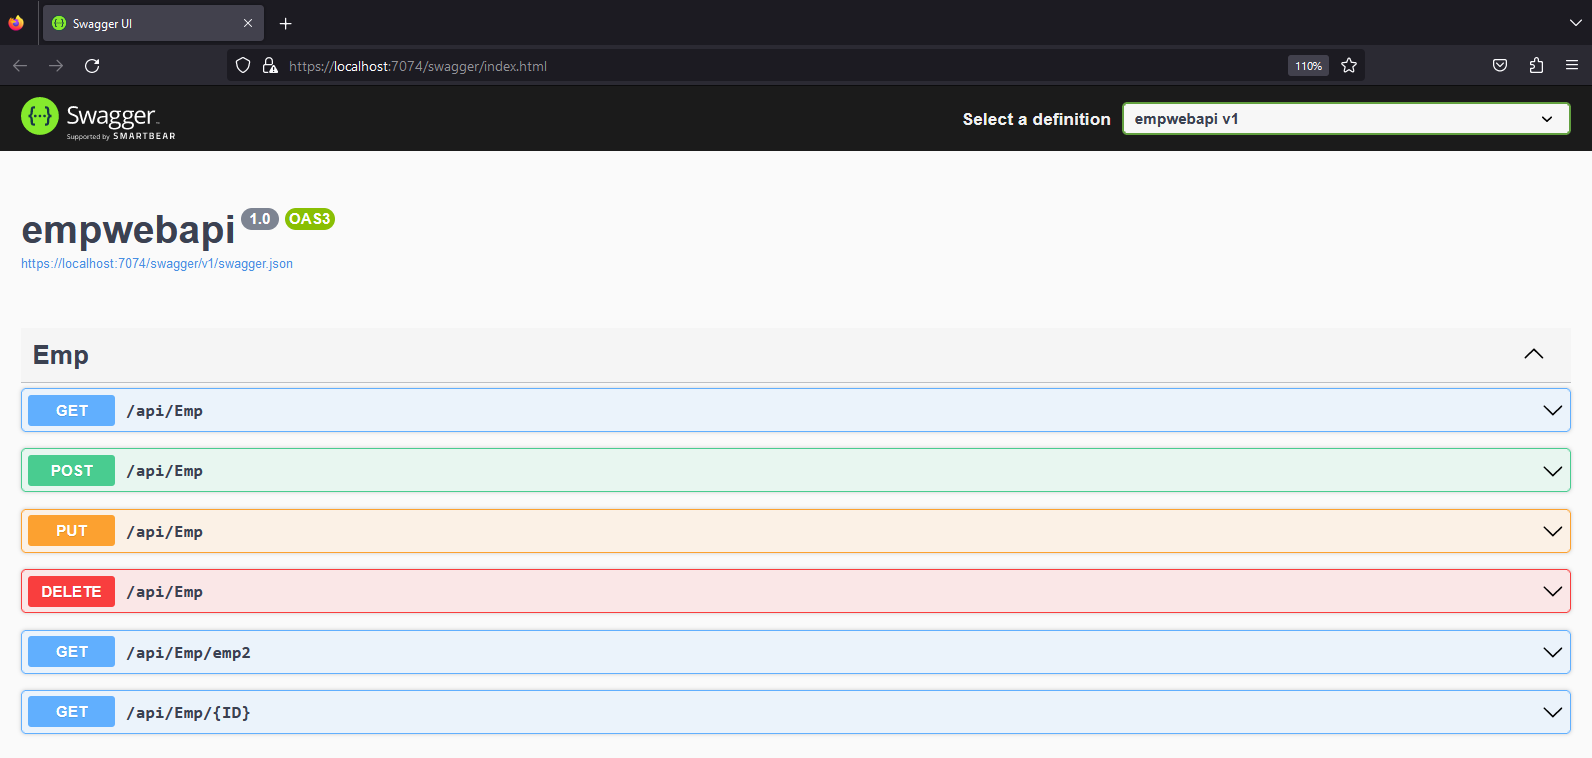 Swagger UI
https://localhost:7074/swagger/index.html
110%
Swagger
Supported by SMARTBEAR
Select a definition
empwebapi v1
empwebapi 1.0 OAS3
https://localhost:7074/swagger/v1/swagger.json
Emp
GET /api/Emp
POST /api/Emp
PUT /api/Emp
DELETE /api/Emp
GET /api/Emp/emp2
GET /api/Emp/{ID}